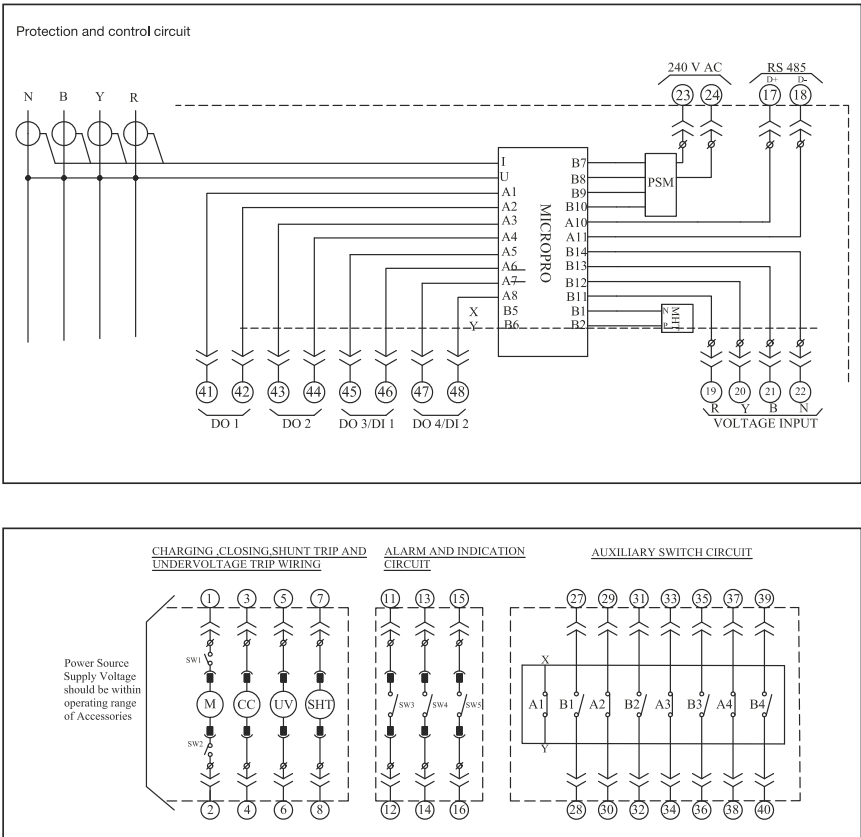 Protection and control circuit
240 V AC
RS 485
D+ D-
23 24 17 18
N B Y R
I
U
A1
A2
A3
A4
A5
A6
A7
A8
B5
B6
X
Y
MICROPRO
B7
B8
B9
B10
A10
A11
B14
B13
B12
B11
B1
B2
PSM
N
P
MHT
41 42 43 44 45 46 47 48
DO 1 DO 2 DO 3/DI 1 DO 4/DI 2
19 20 21 22
R Y B N
VOLTAGE INPUT
CHARGING ,CLOSING,SHUNT TRIP AND
UNDERVOLTAGE TRIP WIRING
ALARM AND INDICATION
CIRCUIT
AUXILIARY SWITCH CIRCUIT
1 3 5 7
11 13 15
27 29 31 33 35 37 39
Power Source
Supply Voltage
should be within
operating range
of Accessories
SW1
M CC UV SHT
SW2
SW3 SW4 SW5
X
A1 B1 A2 B2 A3 B3 A4 B4
Y
2 4 6 8
12 14 16
28 30 32 34 36 38 40